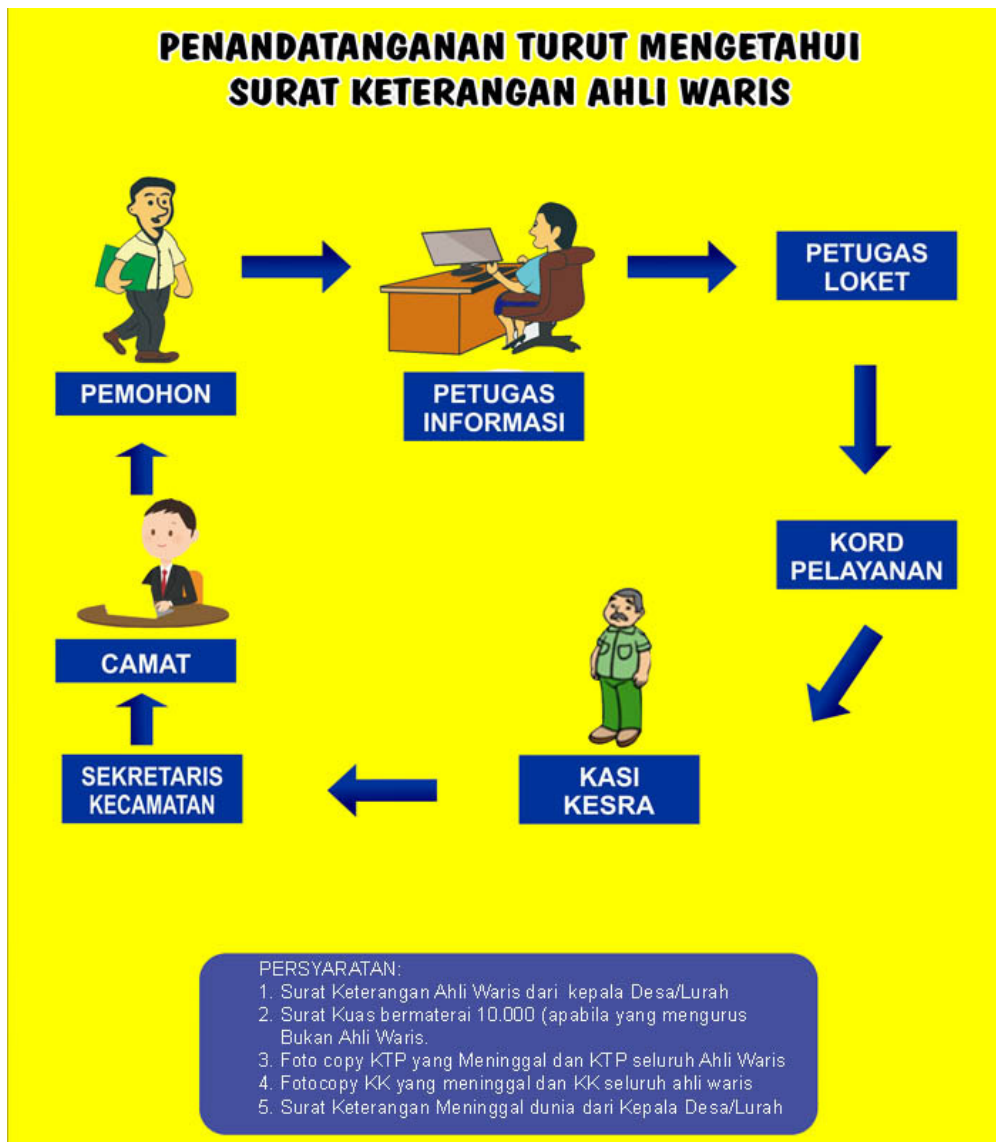 PENANDATANGANAN TURUT MENGETAHUI
SURAT KETERANGAN AHLI WARIS
PEMOHON
PETUGAS
INFORMASI
PETUGAS
LOKET
KORD
PELAYANAN
KASI
KESRA
SEKRETARIS
KECAMATAN
CAMAT
PERSYARATAN:
1. Surat Keterangan Ahli Waris dari kepala Desa/Lurah
2. Surat Kuas bermaterai 10.000 (apabila yang mengurus
Bukan Ahli Waris.
3. Foto copy KTP yang Meninggal dan KTP seluruh Ahli Waris
4. Fotocopy KK yang meninggal dan KK seluruh ahli waris
5. Surat Keterangan Meninggal dunia dari Kepala Desa/Lurah